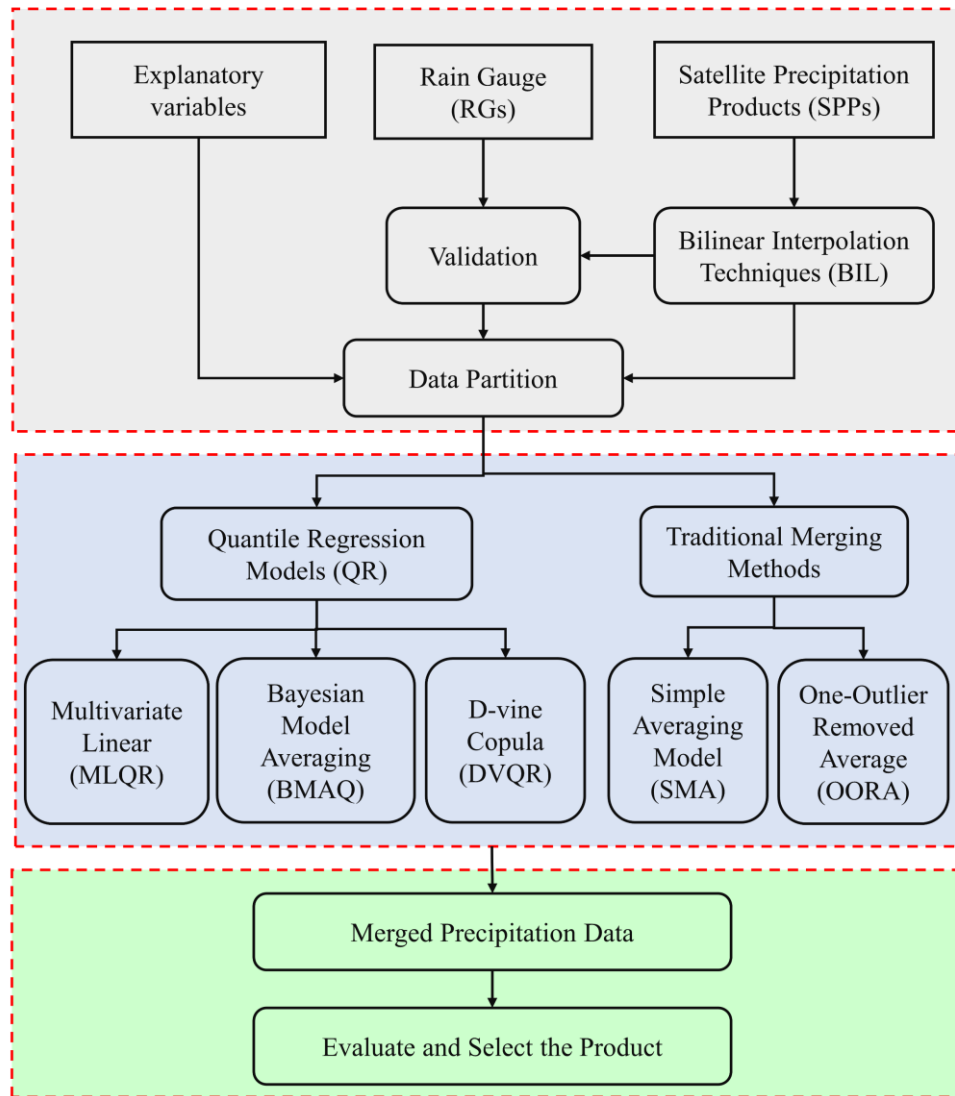 Explanatory
variables
Rain Gauge
(RGs)
Satellite Precipitation
Products (SPPs)
Validation
Bilinear Interpolation
Techniques (BIL)
Data Partition
Quantile Regression
Models (QR)
Traditional Merging
Methods
Multivariate
Linear
(MLQR)
Bayesian
Model
Averaging
(BMAQ)
D-vine
Copula
(DVQR)
Simple
Averaging
Model
(SMA)
One-Outlier
Removed
Average
(OORA)
Merged Precipitation Data
Evaluate and Select the Product